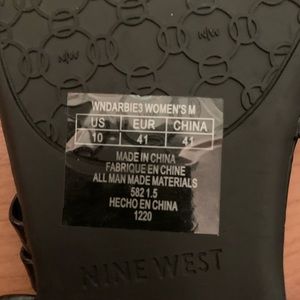 WNDARBIE3 WOMEN'S M
US EUR CHINA
10 41 41
MADE IN CHINA
FABRIQUE EN CHINE
ALL MAN MADE MATERIALS
582 1.5
HECHO EN CHINA
1220
NINE WEST